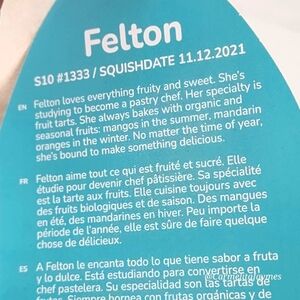 Felton
S10 #1333 / SQUISHDATE 11.12.2021
EN Felton loves everything fruity and sweet. She's
studying to become a pastry chef. Her specialty is
fruit tarts. She always bakes with organic and
seasonal fruits: mangos in the summer, mandarin
oranges in the winter. No matter the time of year,
she's bound to make something delicious.
FR Felton aime tout ce qui est fruité et sucré. Elle
étudie pour devenir chef pâtissière. Sa spécialité
est la tarte aux fruits. Elle cuisine toujours avec
des fruits biologiques et de saison. Des mangues
en été, des mandarines en hiver. Peu importe la
période de l'année, elle est sûre de faire quelque
chose de délicieux.
ES A Felton le encanta todo lo que tiene sabor a fruta
y lo dulce. Está estudiando para convertirse en
chef pastelera. Su especialidad son las tartas de
frutas. Siempre hornea con frutas orgánicas y de